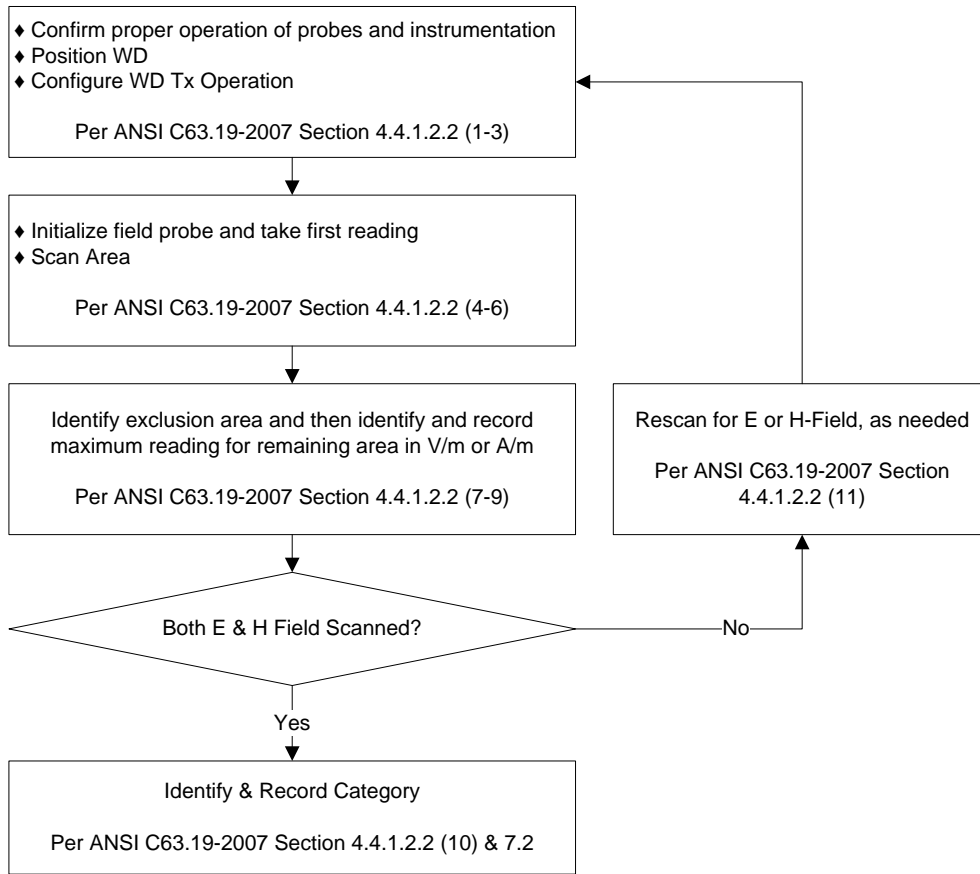 ♦ Confirm proper operation of probes and instrumentation
♦ Position WD
♦ Configure WD Tx Operation
Per ANSI C63.19-2007 Section 4.4.1.2.2 (1-3)
♦ Initialize field probe and take first reading
♦ Scan Area
Per ANSI C63.19-2007 Section 4.4.1.2.2 (4-6)
Identify exclusion area and then identify and record
maximum reading for remaining area in V/m or A/m
Per ANSI C63.19-2007 Section 4.4.1.2.2 (7-9)
Rescan for E or H-Field, as needed
Per ANSI C63.19-2007 Section
4.4.1.2.2 (11)
Both E & H Field Scanned?
No
Yes
Identify & Record Category
Per ANSI C63.19-2007 Section 4.4.1.2.2 (10) & 7.2